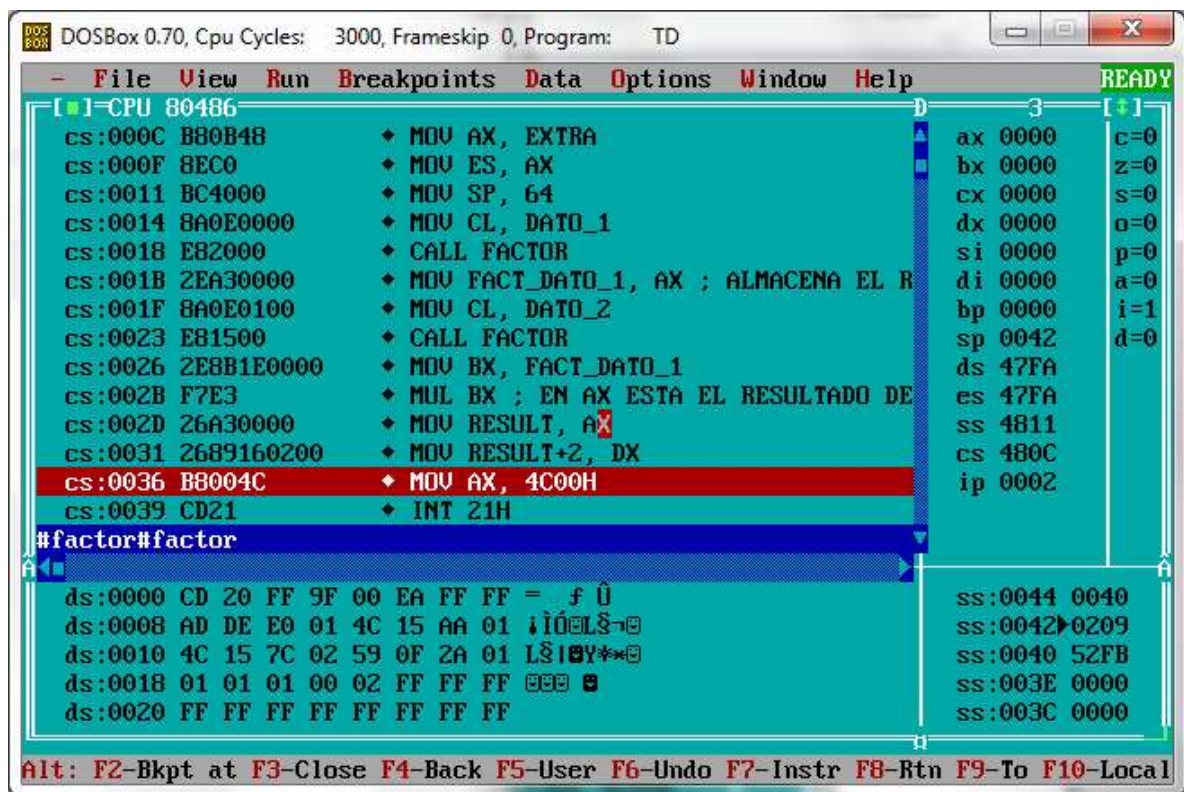 DOSBox 0.70, Cpu Cycles: 3000, Frameskip 0, Program: TD
File View Run Breakpoints Data Options Window Help READY
CPU 80486 3
cs:000C B80B48 ♦ MOV AX, EXTRA ax 0000 c=0
cs:000F 8EC0 ♦ MOV ES, AX bx 0000 z=0
cs:0011 BC4000 ♦ MOV SP, 64 cx 0000 s=0
cs:0014 8A0E0000 ♦ MOV CL, DATO_1 dx 0000 o=0
cs:0018 E82000 ♦ CALL FACTOR si 0000 p=0
cs:001B 2EA30000 ♦ MOV FACT_DATO_1, AX ; ALMACENA EL R di 0000 a=0
cs:001F 8A0E0100 ♦ MOV CL, DATO_2 bp 0000 i=1
cs:0023 E81500 ♦ CALL FACTOR sp 0042 d=0
cs:0026 2E8B1E0000 ♦ MOV BX, FACT_DATO_1 ds 47FA
cs:002B F7E3 ♦ MUL BX ; EN AX ESTA EL RESULTADO DE es 47FA
cs:002D 26A30000 ♦ MOV RESULT, AX ss 4811
cs:0031 2689160200 ♦ MOV RESULT+2, DX cs 480C
cs:0036 B8004C ♦ MOV AX, 4C00H ip 0002
cs:0039 CD21 ♦ INT 21H
#factor#factor
ds:0000 CD 20 FF 9F 00 EA FF FF = ƒ Û ss:0044 0040
ds:0008 AD DE E0 01 4C 15 AA 01 ss:0042 0209
ds:0010 4C 15 7C 02 59 0F 2A 01 ss:0040 52FB
ds:0018 01 01 01 00 02 FF FF FF ss:003E 0000
ds:0020 FF FF FF FF FF FF FF FF ss:003C 0000
Alt: F2-Bkpt at F3-Close F4-Back F5-User F6-Undo F7-Instr F8-Rtn F9-To F10-Local